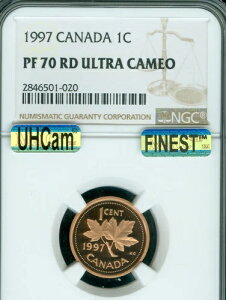 1997 CANADA 1C
PF 70 RD ULTRA CAMEO
2846501-020
NUMISMATIC GUARANTY CORPORATION
NGC
UHCam
FINEST™
1 CENT
1997
CANADA